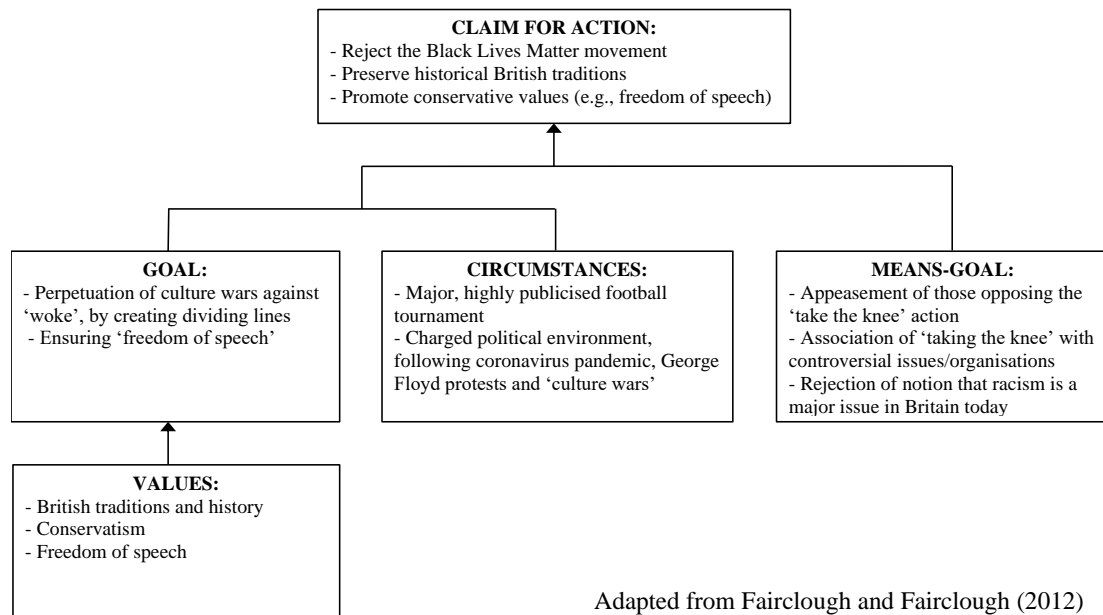 CLAIM FOR ACTION:
- Reject the Black Lives Matter movement
- Preserve historical British traditions
- Promote conservative values (e.g., freedom of speech)
GOAL:
- Perpetuation of culture wars against
‘woke’, by creating dividing lines
- Ensuring ‘freedom of speech’
CIRCUMSTANCES:
- Major, highly publicised football
tournament
- Charged political environment,
following coronavirus pandemic, George
Floyd protests and ‘culture wars’
MEANS-GOAL:
- Appeasement of those opposing the
‘take the knee’ action
- Association of ‘taking the knee’ with
controversial issues/organisations
- Rejection of notion that racism is a
major issue in Britain today
VALUES:
- British traditions and history
- Conservatism
- Freedom of speech
Adapted from Fairclough and Fairclough (2012)